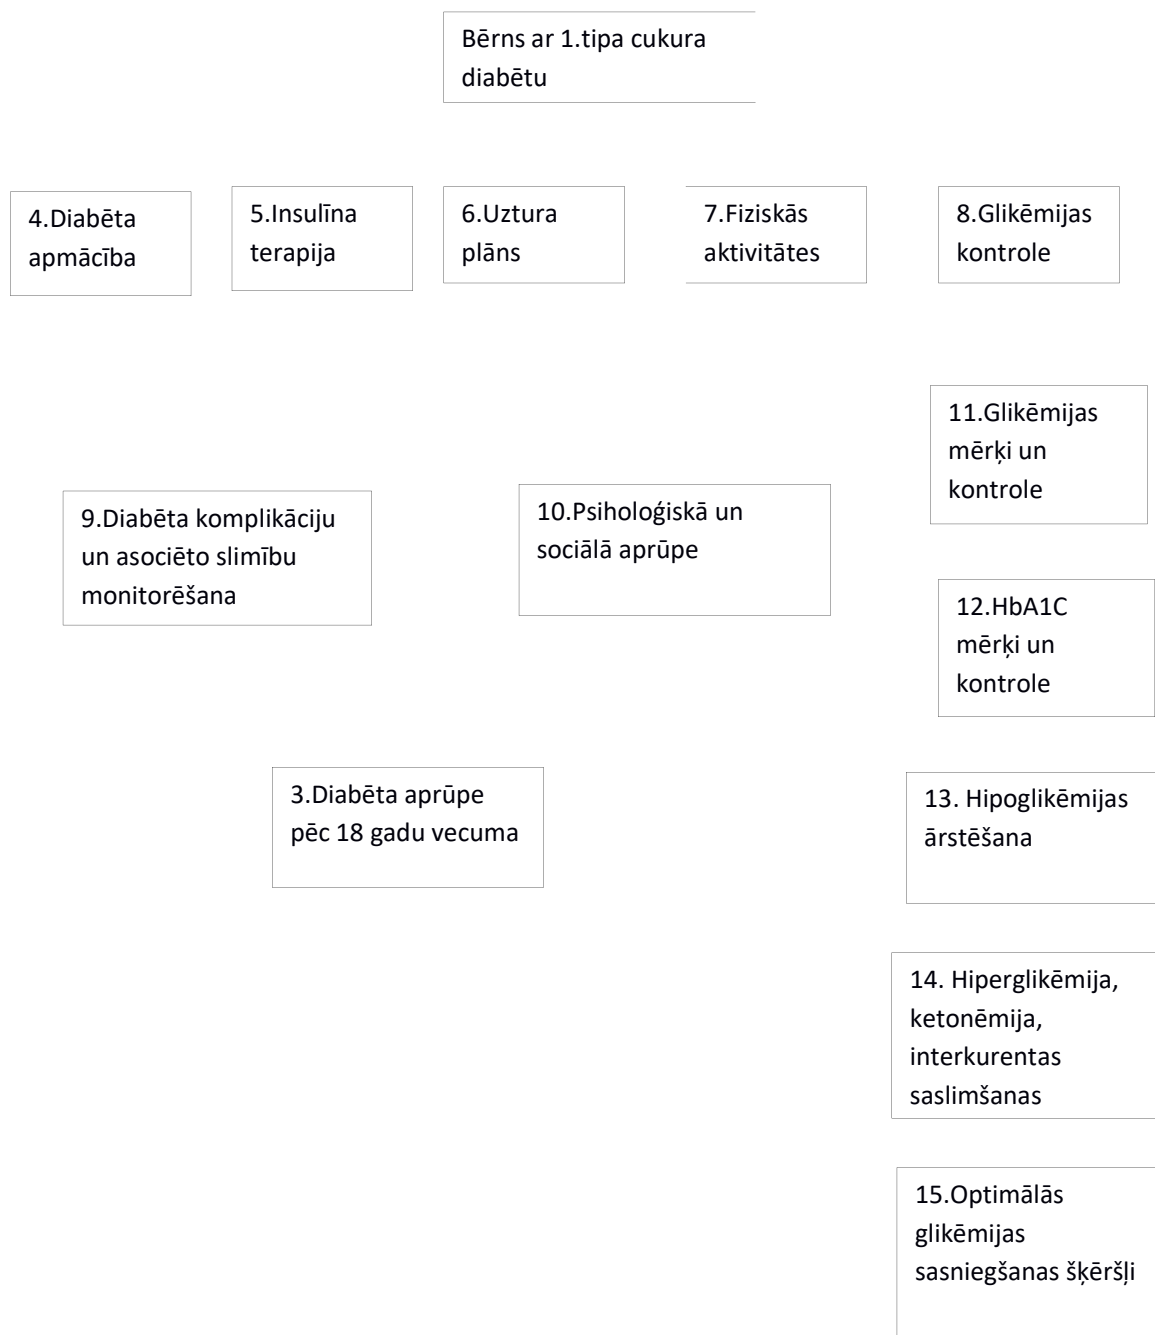 Bērns ar 1.tipa cukura
diabētu
4.Diabēta
apmācība
5.Insulīna
terapija
6.Uztura
plāns
7.Fiziskās
aktivitātes
8.Glikēmijas
kontrole
11.Glikēmijas
mērķi un
kontrole
9.Diabēta komplikāciju
un asociēto slimību
monitorēšana
10.Psiholoģiskā un
sociālā aprūpe
12.HbA1C
mērķi un
kontrole
3.Diabēta aprūpe
pēc 18 gadu vecuma
13. Hipoglikēmijas
ārstēšana
14. Hiperglikēmija,
ketonēmija,
interkurentas
saslimšanas
15.Optimālās
glikēmijas
sasniegšanas šķēršļi